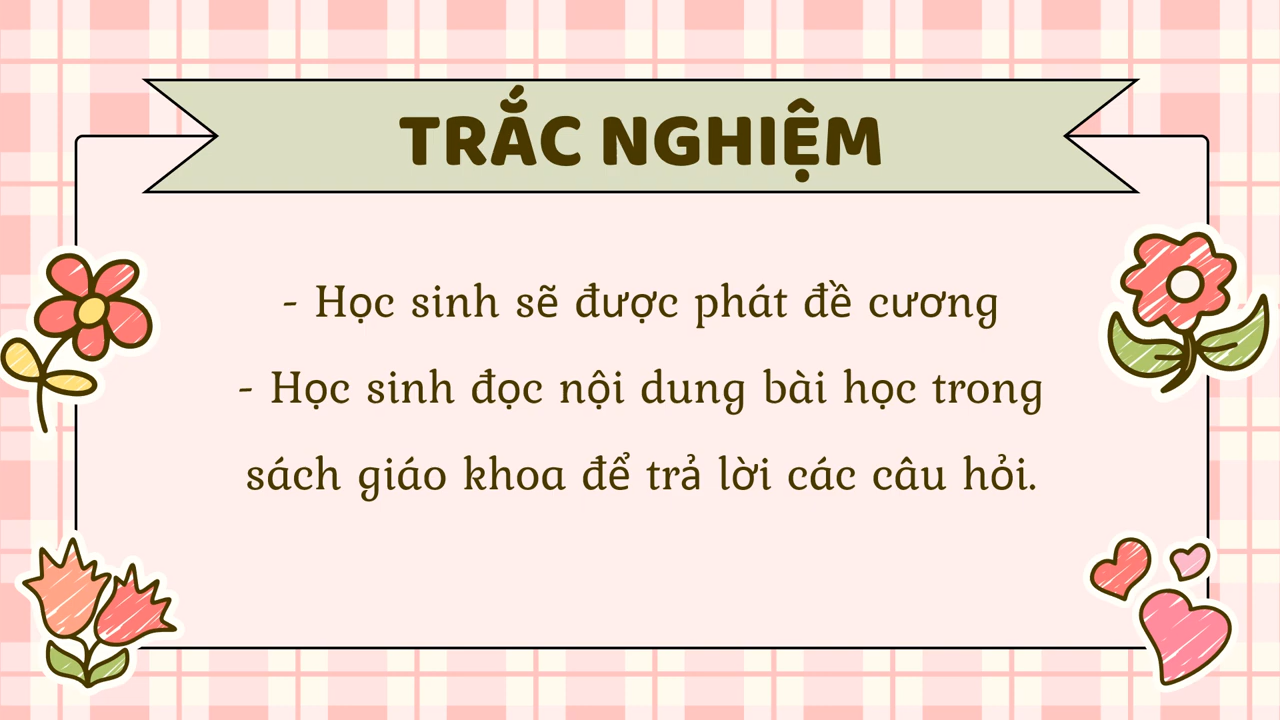 TRẮC NGHIỆM
- Học sinh sẽ được phát đề cương
- Học sinh đọc nội dung bài học trong
sách giáo khoa để trả lời các câu hỏi.